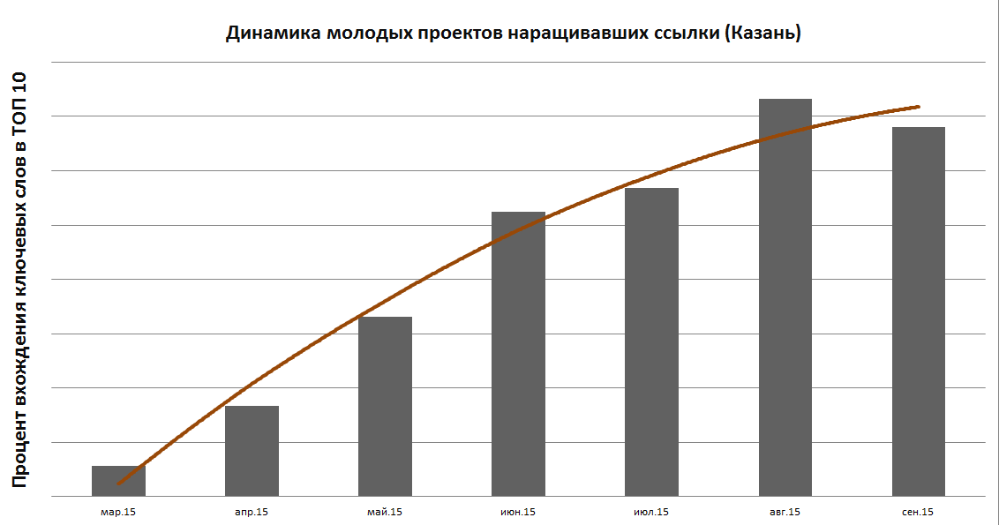 Динамика молодых проектов наращивавших ссылки (Казань)
Процент вхождения ключевых слов в ТОП 10
мар.15 апр.15 май.15 июн.15 июл.15 авг.15 сен.15